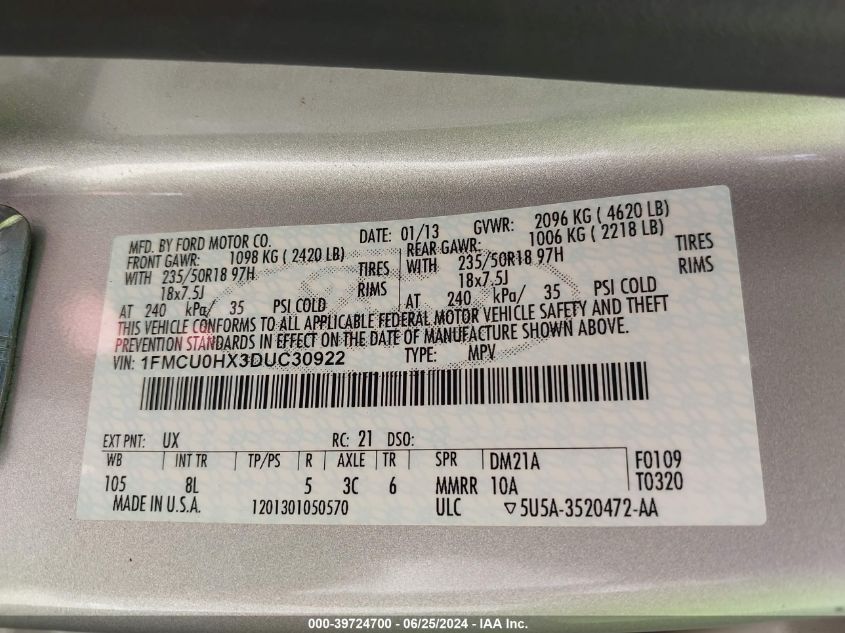 MFD. BY FORD MOTOR CO. DATE: 01/13 GVWR: 2096 KG ( 4620 LB)
FRONT GAWR: 1098 KG ( 2420 LB) REAR GAWR: 1006 KG ( 2218 LB)
WITH 235/50R18 97H TIRES WITH 235/50R18 97H TIRES
18x7.5J RIMS 18x7.5J RIMS
AT 240 kPa/ 35 PSI COLD AT 240 kPa/ 35 PSI COLD
THIS VEHICLE CONFORMS TO ALL APPLICABLE FEDERAL MOTOR VEHICLE SAFETY AND THEFT
PREVENTION STANDARDS IN EFFECT ON THE DATE OF MANUFACTURE SHOWN ABOVE.
VIN: 1FMCU0HX3DUC30922 TYPE: MPV
EXT PNT: UX RC: 21 DSO:
WB INT TR TP/PS R AXLE TR SPR DM21A F0109
105 8L 5 3C 6 MMRR 10A T0320
MADE IN U.S.A. 1201301050570 ULC ▽5U5A-3520472-AA
000-39724700 - 06/25/2024 - IAA Inc.